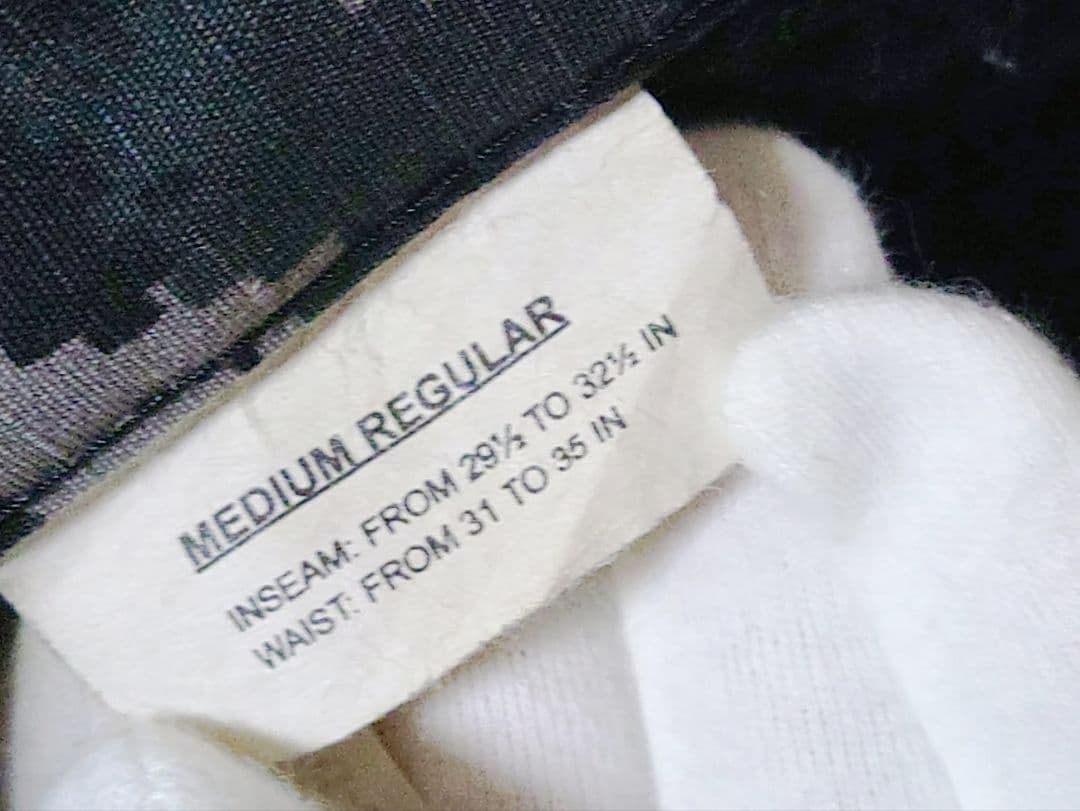 MEDIUM REGULAR
INSEAM: FROM 29½ TO 32½ IN
WAIST: FROM 31 TO 35 IN